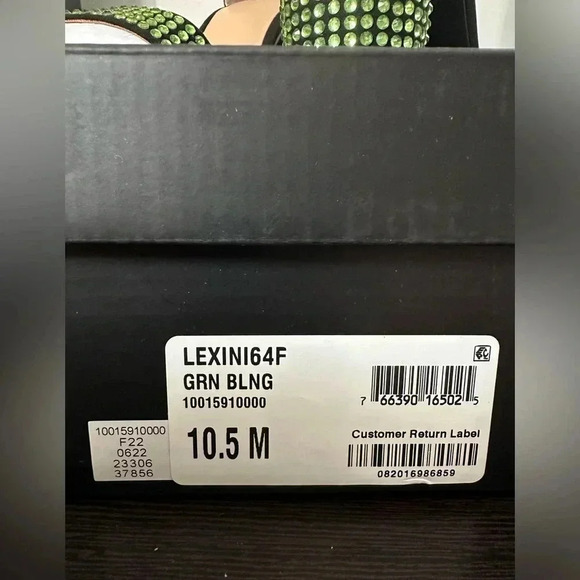 LEXINI64F
GRN BLNG
10015910000
10.5 M
7 66390 16502 5
Customer Return Label
082016986859
10015910000
F22
0622
23306
37856